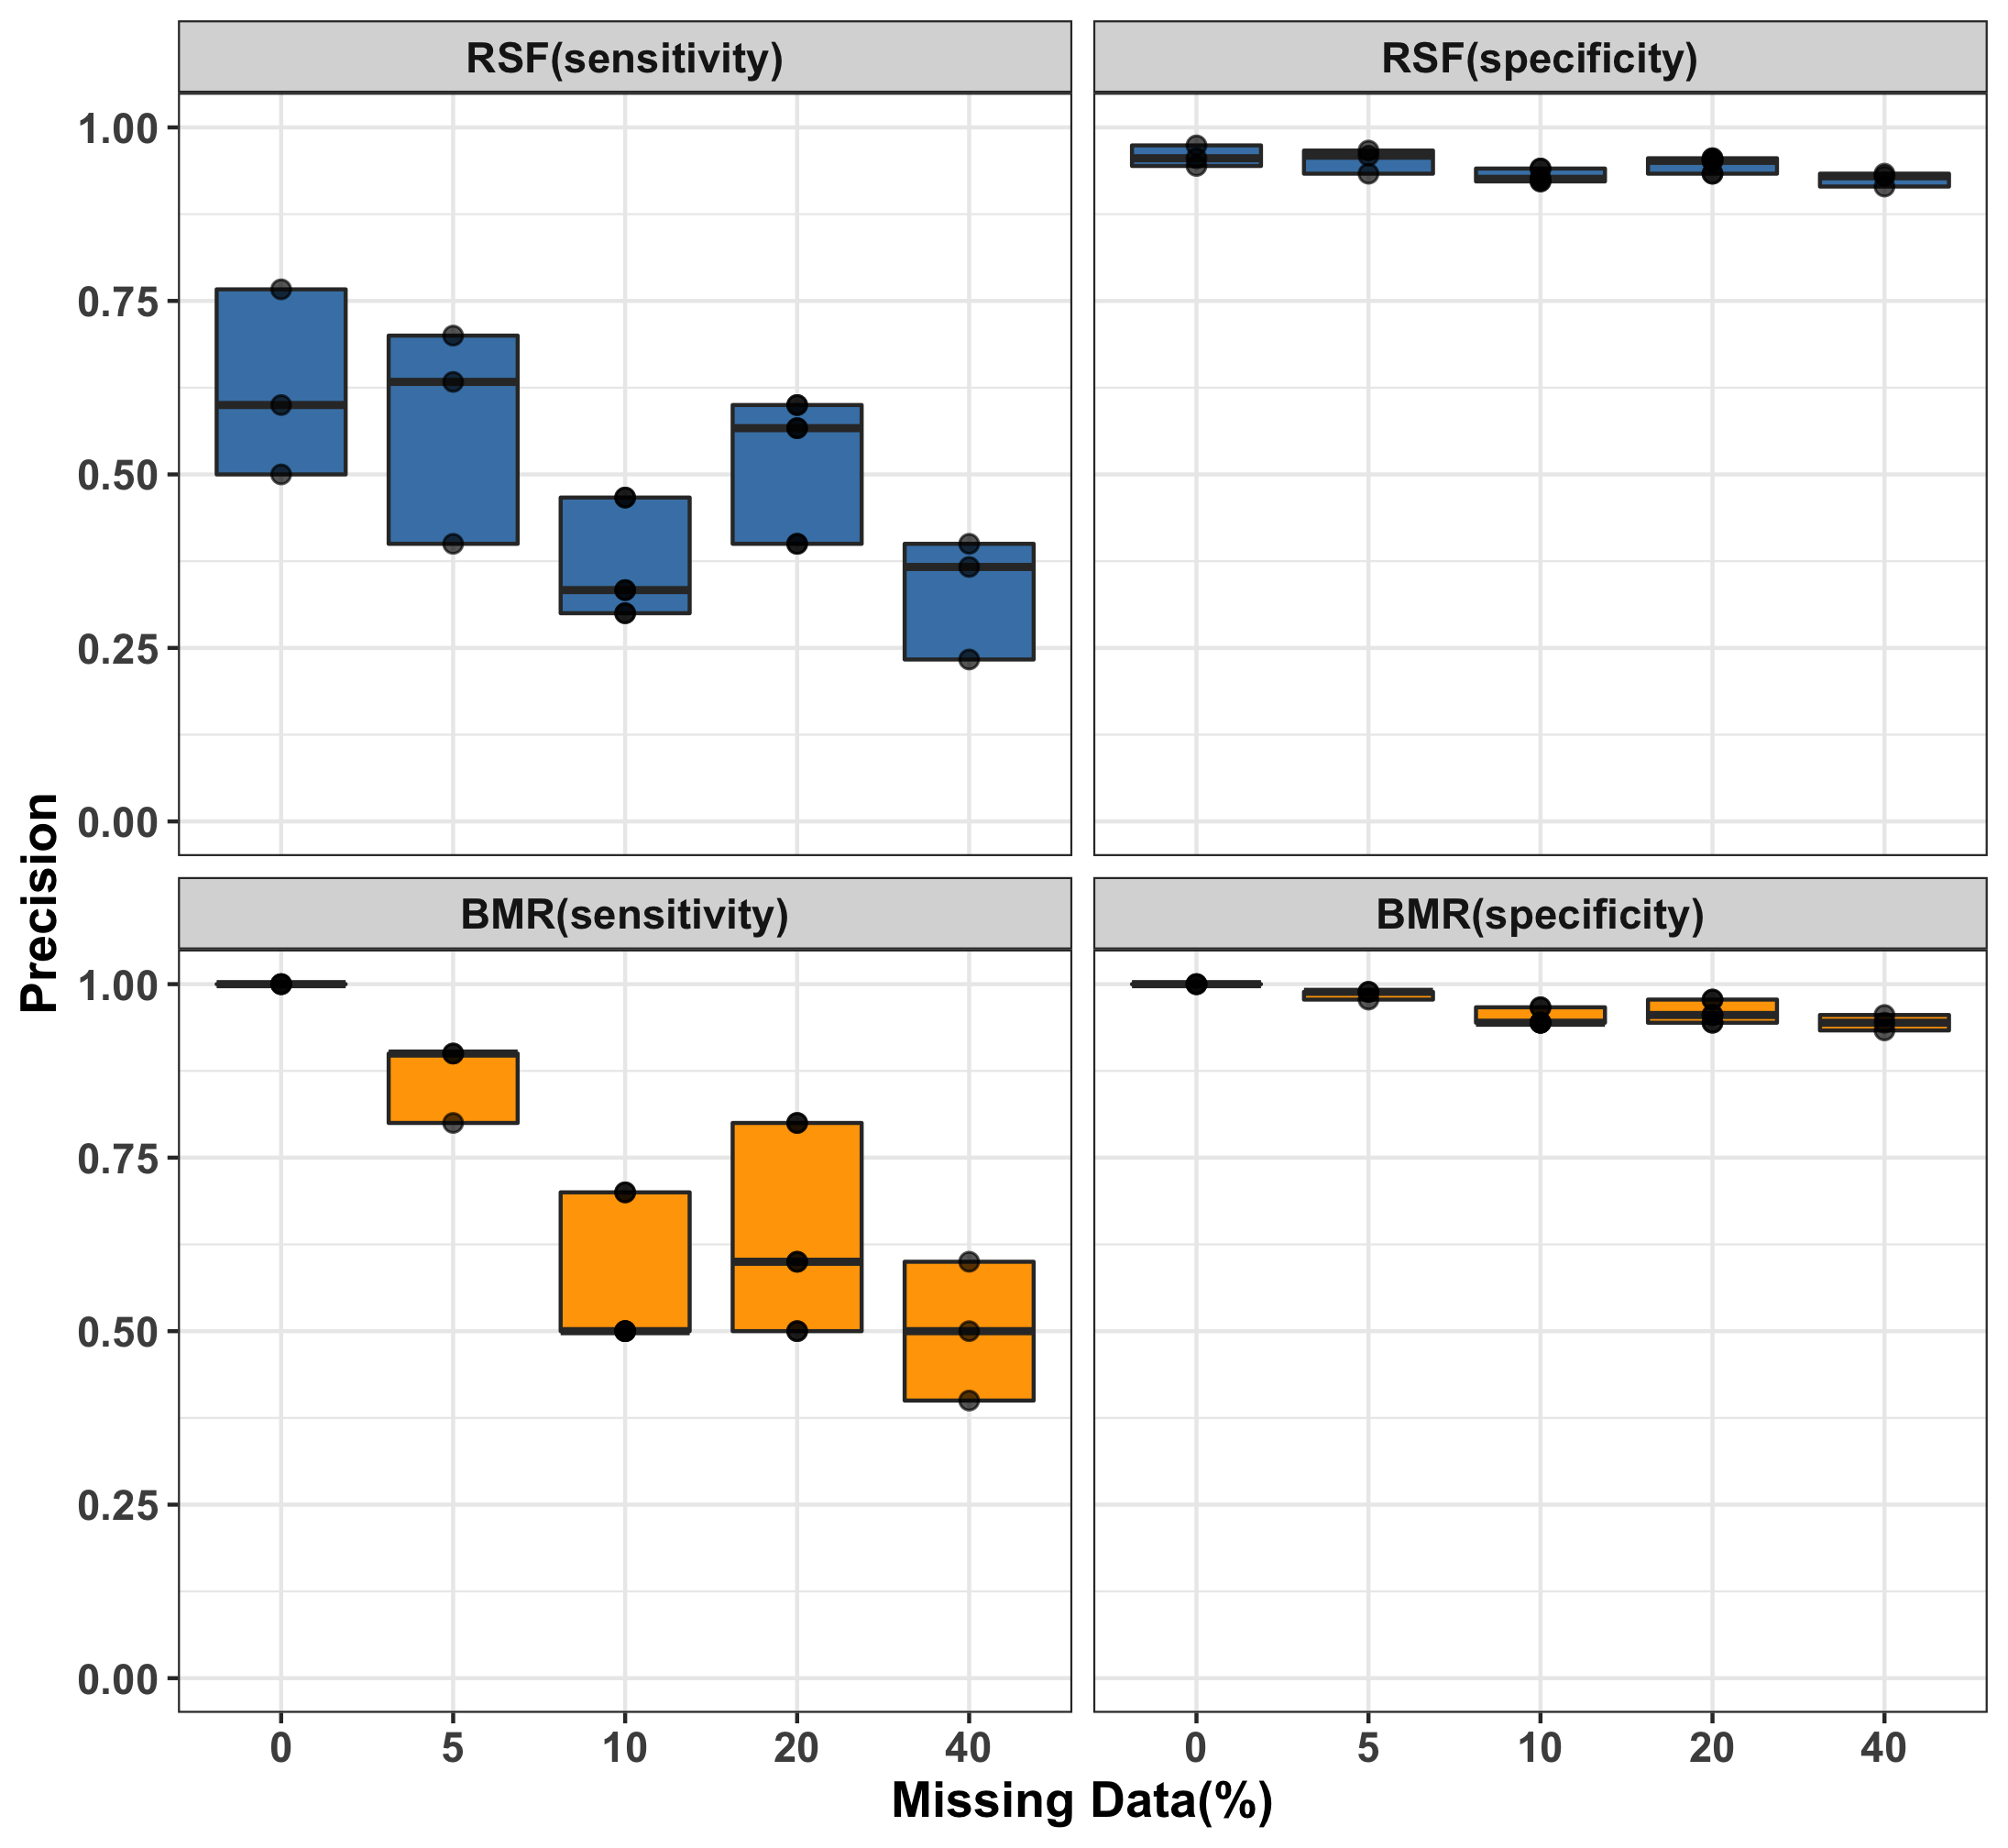 RSF(sensitivity)
RSF(specificity)
1.00
0.75
0.50
0.25
0.00
Precision
BMR(sensitivity)
BMR(specificity)
1.00
0.75
0.50
0.25
0.00
0 5 10 20 40
0 5 10 20 40
Missing Data(%)